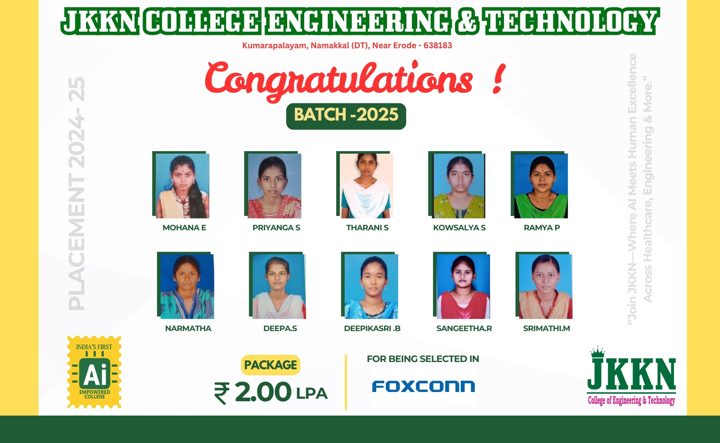 JKKN COLLEGE ENGINEERING & TECHNOLOGY
Kumarapalayam, Namakkal (DT), Near Erode - 638183
Congratulations !
BATCH -2025
PLACEMENT 2024- 25
"Join JKKN—Where AI Meets Human Excellence
Across Healthcare, Engineering & More."
MOHANA E
PRIYANGA S
THARANI S
KOWSALYA S
RAMYA P
NARMATHA
DEEPA.S
DEEPIKASRI .B
SANGEETHA.R
SRIMATHI.M
INDIA'S FIRST
Ai
EMPOWERED
COLLEGE
PACKAGE
₹ 2.00 LPA
FOR BEING SELECTED IN
FOXCONN
JKKN
College of Engineering & Technology